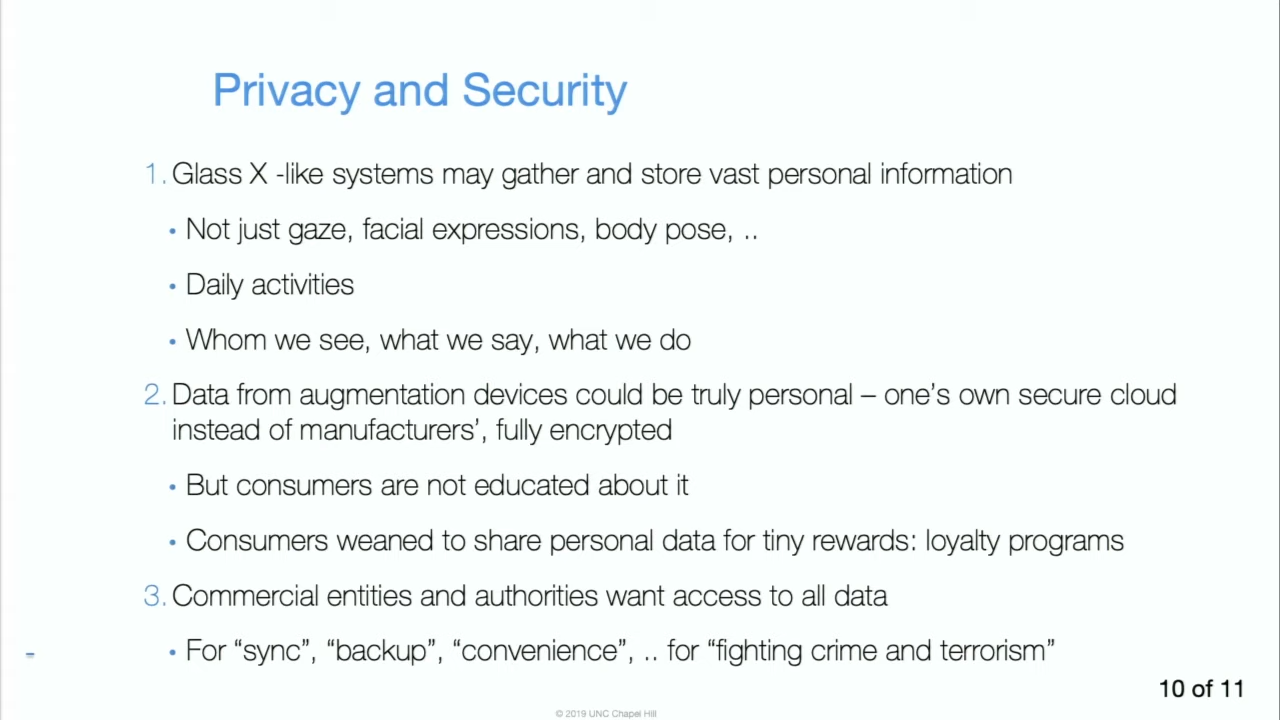 Privacy and Security
1. Glass X -like systems may gather and store vast personal information
• Not just gaze, facial expressions, body pose, ..
• Daily activities
• Whom we see, what we say, what we do
2. Data from augmentation devices could be truly personal – one’s own secure cloud
instead of manufacturers’, fully encrypted
• But consumers are not educated about it
• Consumers weaned to share personal data for tiny rewards: loyalty programs
3. Commercial entities and authorities want access to all data
• For “sync”, “backup”, “convenience”, .. for “fighting crime and terrorism”
10 of 11
© 2019 UNC Chapel Hill